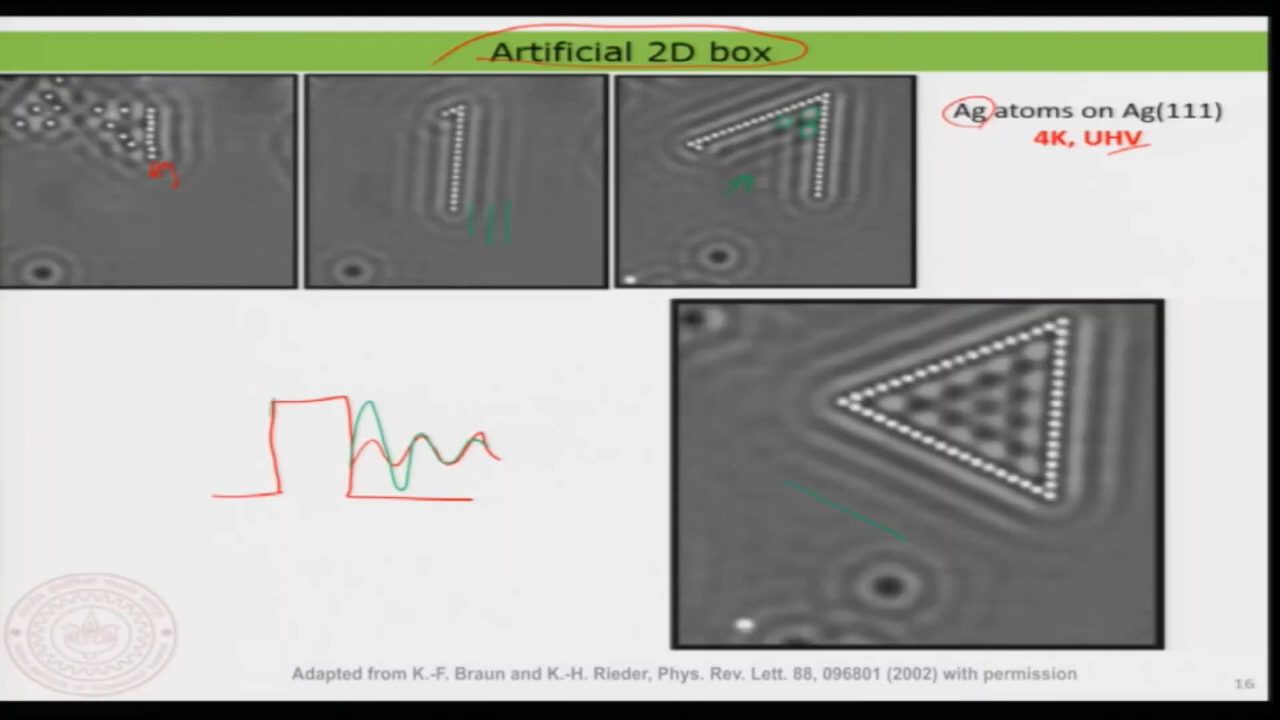 Artificial 2D box
Ag atoms on Ag(111)
4K, UHV
Adapted from K.-F. Braun and K.-H. Rieder, Phys. Rev. Lett. 88, 096801 (2002) with permission
16